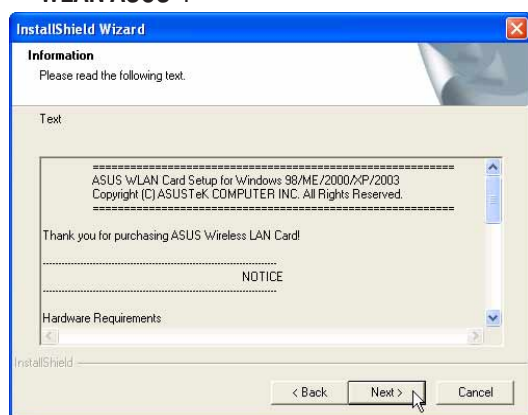 WLAN ASUS
InstallShield Wizard
Information
Please read the following text.
Text
========================================================
ASUS WLAN Card Setup for Windows 98/ME/2000/XP/2003
Copyright (C) ASUSTeK COMPUTER INC. All Rights Reserved.
========================================================
Thank you for purchasing ASUS Wireless LAN Card!
--------------------------------------------------------
NOTICE
--------------------------------------------------------
Hardware Requirements
InstallShield
< Back Next > Cancel